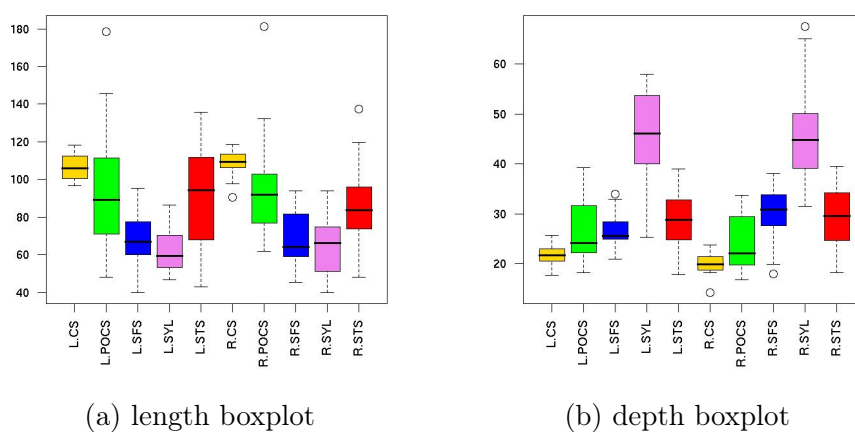 180
160
140
120
100
80
60
40
L.CS
L.POCS
L.SFS
L.SYL
L.STS
R.CS
R.POCS
R.SFS
R.SYL
R.STS
(a) length boxplot
60
50
40
30
20
L.CS
L.POCS
L.SFS
L.SYL
L.STS
R.CS
R.POCS
R.SFS
R.SYL
R.STS
(b) depth boxplot